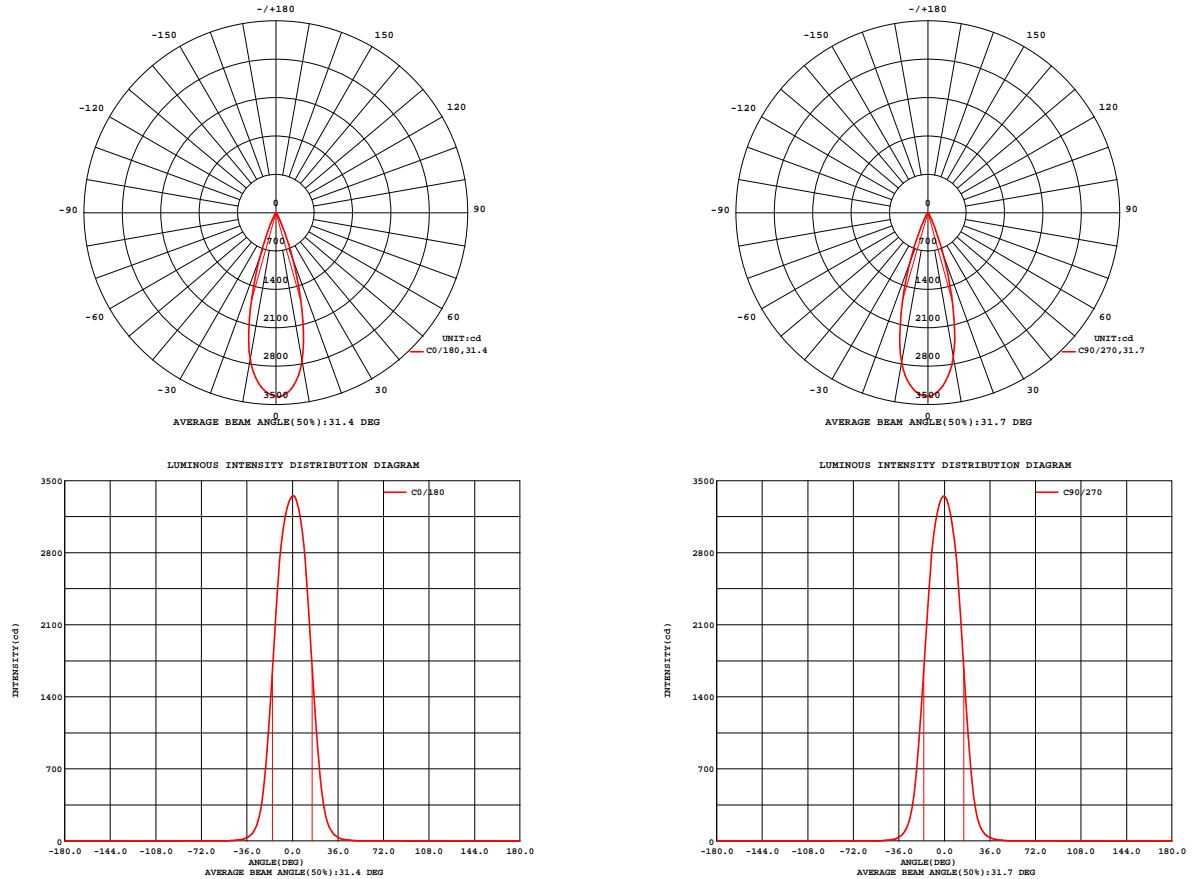 -/+180
-150
150
-120
120
-90
90
-60
60
-30
30
0
700
1400
2100
2800
3500
0
UNIT:cd
C0/180,31.4
AVERAGE BEAM ANGLE(50%):31.4 DEG
-/+180
-150
150
-120
120
-90
90
-60
60
-30
30
0
700
1400
2100
2800
3500
0
UNIT:cd
C90/270,31.7
AVERAGE BEAM ANGLE(50%):31.7 DEG
LUMINOUS INTENSITY DISTRIBUTION DIAGRAM
C0/180
INTENSITY(cd)
3500
2800
2100
1400
700
0
-180.0 -144.0 -108.0 -72.0 -36.0 0.0 36.0 72.0 108.0 144.0 180.0
ANGLE(DEG)
AVERAGE BEAM ANGLE(50%):31.4 DEG
LUMINOUS INTENSITY DISTRIBUTION DIAGRAM
C90/270
INTENSITY(cd)
3500
2800
2100
1400
700
0
-180.0 -144.0 -108.0 -72.0 -36.0 0.0 36.0 72.0 108.0 144.0 180.0
ANGLE(DEG)
AVERAGE BEAM ANGLE(50%):31.7 DEG